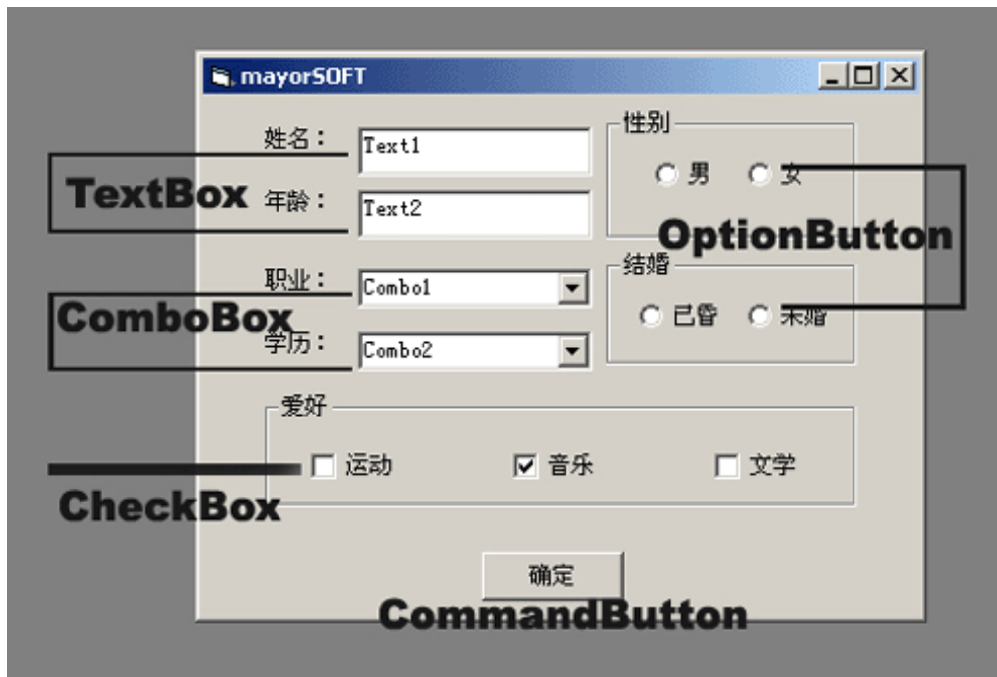 mayorSOFT
姓名：
Text1
性别
男
女
TextBox
年龄：
Text2
OptionButton
职业：
Combo1
结婚
已昏
未婚
ComboBox
学历：
Combo2
爱好
运动
音乐
文学
CheckBox
确定
CommandButton